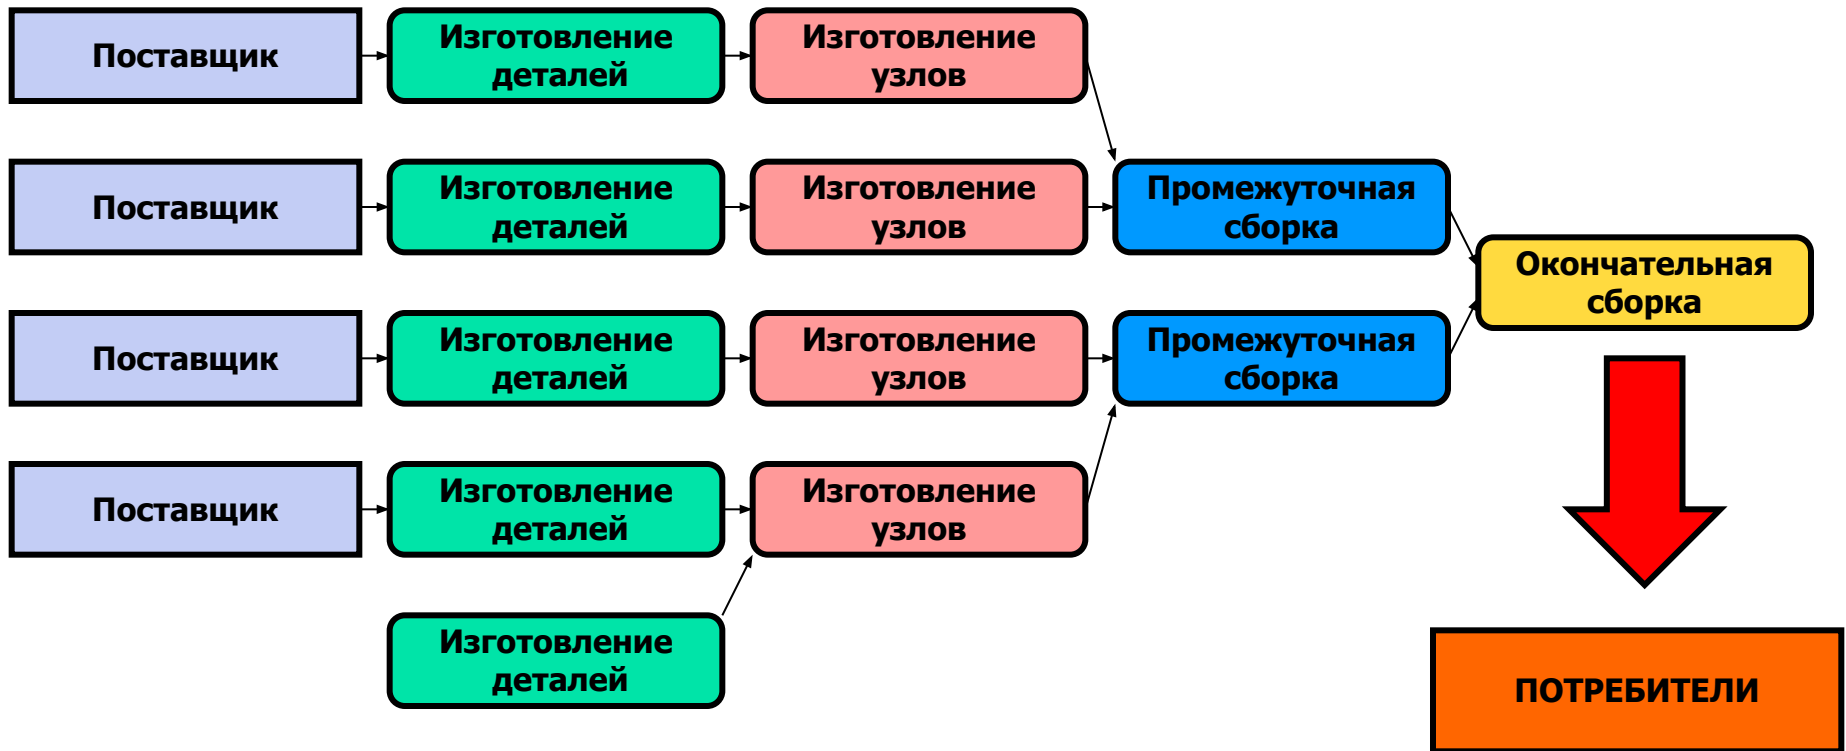 Поставщик
Изготовление
деталей
Изготовление
узлов
Поставщик
Изготовление
деталей
Изготовление
узлов
Промежуточная
сборка
Окончательная
сборка
Поставщик
Изготовление
деталей
Изготовление
узлов
Промежуточная
сборка
Поставщик
Изготовление
деталей
Изготовление
узлов
Изготовление
деталей
ПОТРЕБИТЕЛИ